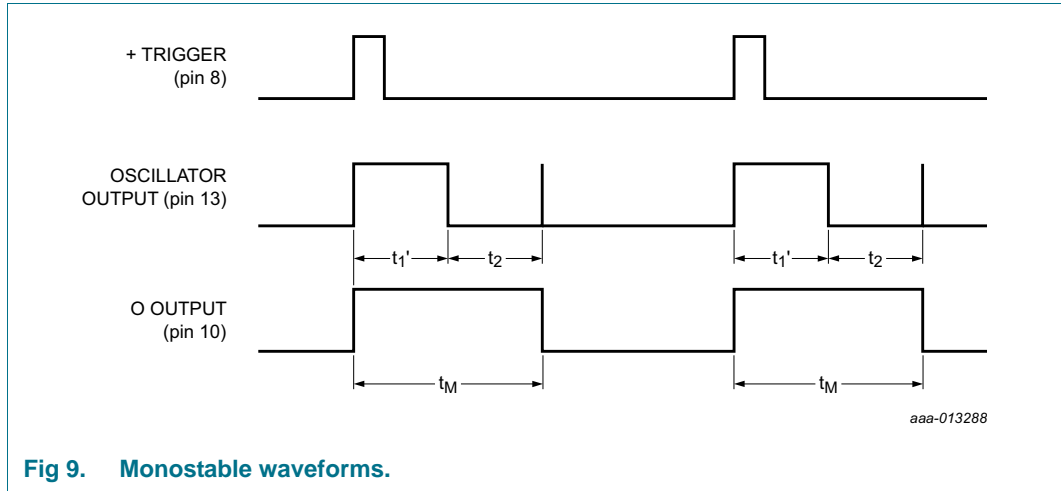 + TRIGGER
(pin 8)
OSCILLATOR
OUTPUT (pin 13)
t1' t2 t1' t2
O OUTPUT
(pin 10)
tM tM
aaa-013288
Fig 9. Monostable waveforms.